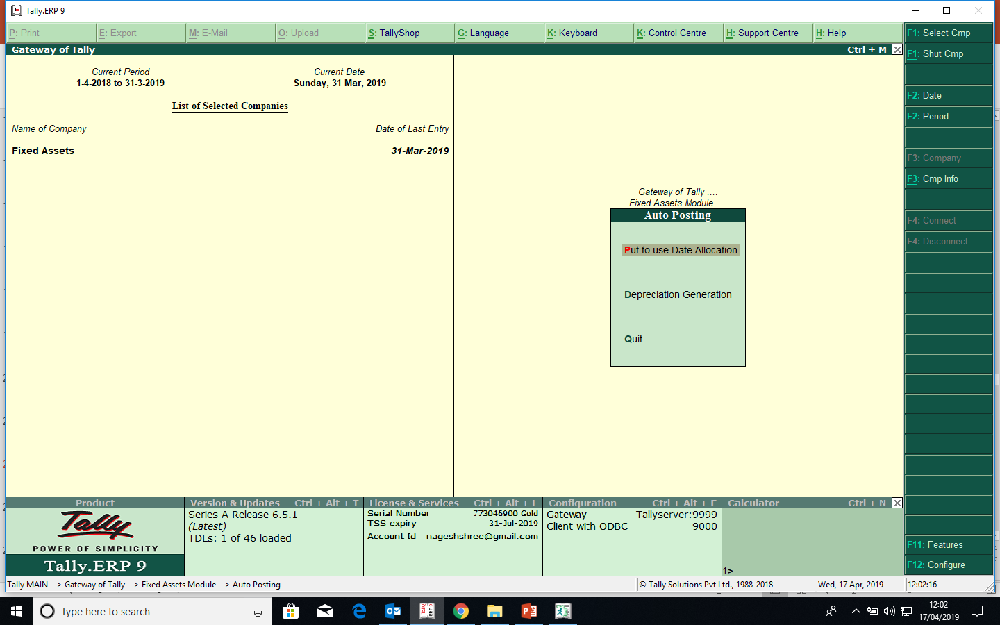 Tally.ERP 9
P: Print
E: Export
M: E-Mail
O: Upload
S: TallyShop
G: Language
K: Keyboard
K: Control Centre
H: Support Centre
H: Help
Gateway of Tally
Ctrl + M
Current Period
1-4-2018 to 31-3-2019
Current Date
Sunday, 31 Mar, 2019
List of Selected Companies
Name of Company
Date of Last Entry
Fixed Assets
31-Mar-2019
Gateway of Tally ....
Fixed Assets Module ....
Auto Posting
Put to use Date Allocation
Depreciation Generation
Quit
F1: Select Cmp
F1: Shut Cmp
F2: Date
F2: Period
F3: Company
F3: Cmp Info
F4: Connect
F4: Disconnect
F11: Features
F12: Configure
Product
Tally
POWER OF SIMPLICITY
Tally.ERP 9
Version & Updates Ctrl + Alt + T
Series A Release 6.5.1
(Latest)
TDLs: 1 of 46 loaded
License & Services Ctrl + Alt + L
Serial Number 773046900 Gold
TSS expiry 31-Jul-2019
Account Id nageshshree@gmail.com
Configuration Ctrl + Alt + F
Gateway Tallyserver:9999
Client with ODBC 9000
Calculator Ctrl + N
1>
Tally MAIN --> Gateway of Tally --> Fixed Assets Module --> Auto Posting
© Tally Solutions Pvt Ltd., 1988-2018
Wed, 17 Apr, 2019
12:02:16
Type here to search
12:02
17/04/2019